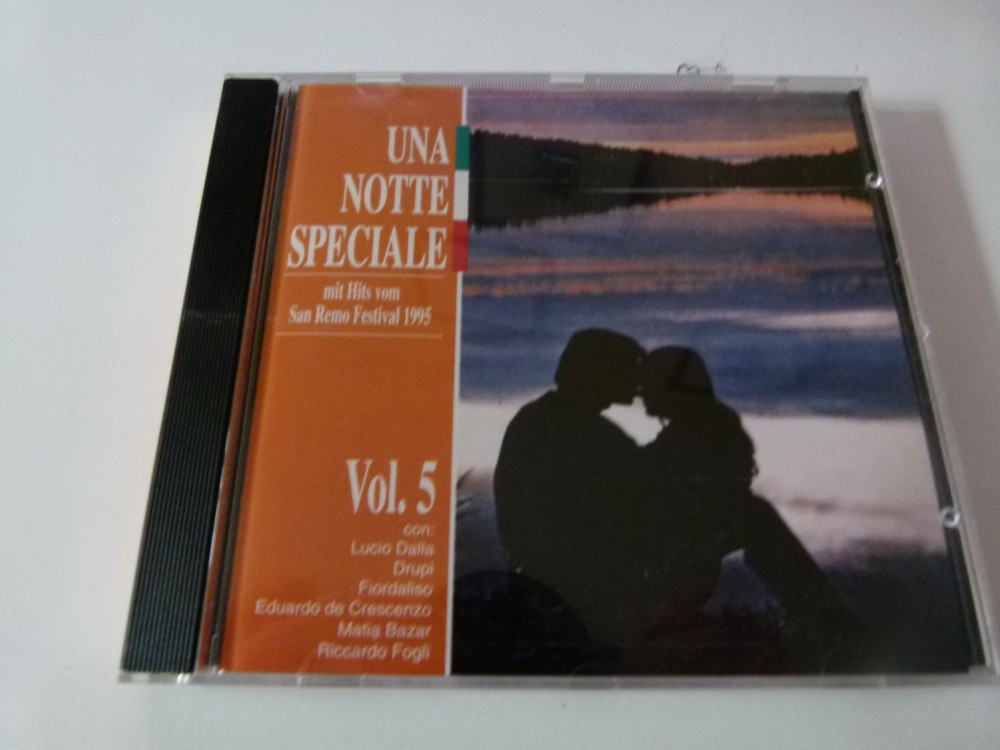 UNA
NOTTE
SPECIALE
mit Hits vom
San Remo Festival 1995
Vol. 5
con:
Lucio Dalla
Drupi
Fiordaliso
Eduardo de Crescenzo
Matia Bazar
Riccardo Fogli